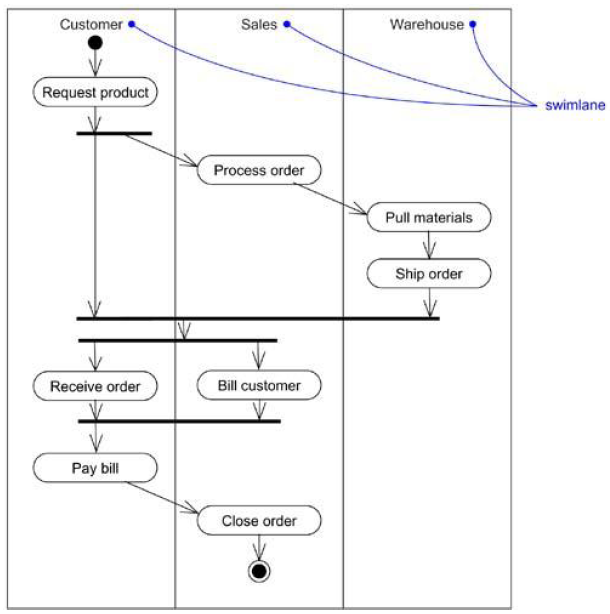 Customer
Sales
Warehouse
Request product
swimlane
Process order
Pull materials
Ship order
Receive order
Bill customer
Pay bill
Close order